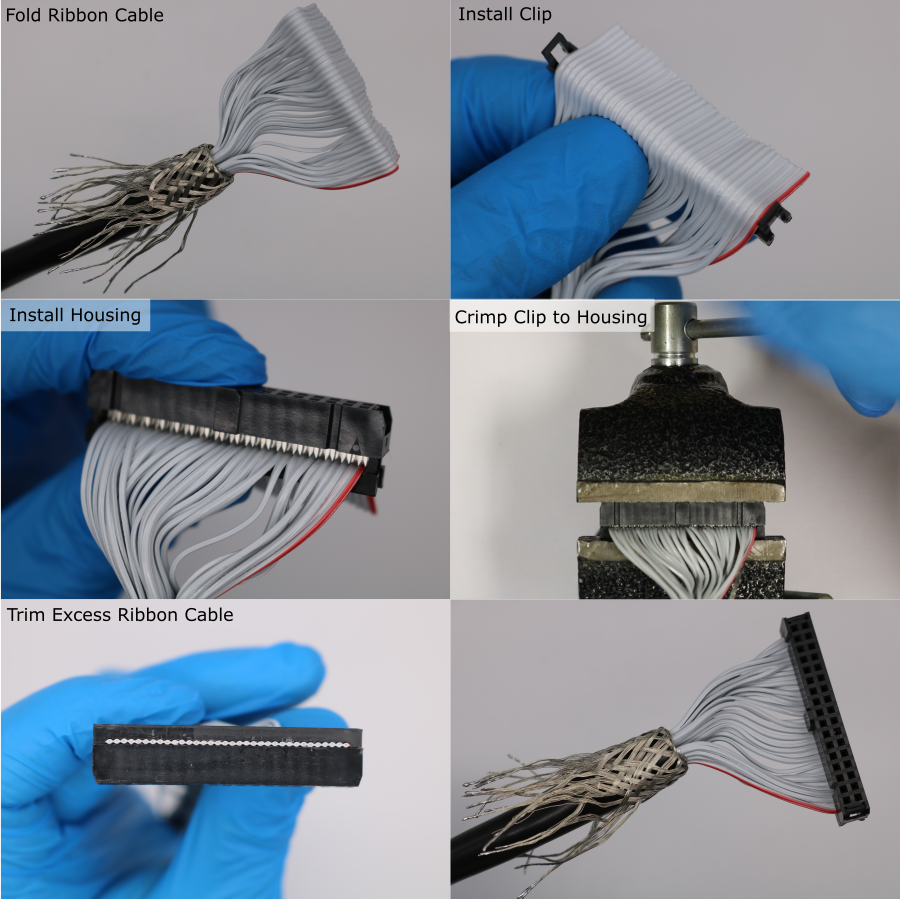 Fold Ribbon Cable
Install Clip
Install Housing
Crimp Clip to Housing
Trim Excess Ribbon Cable